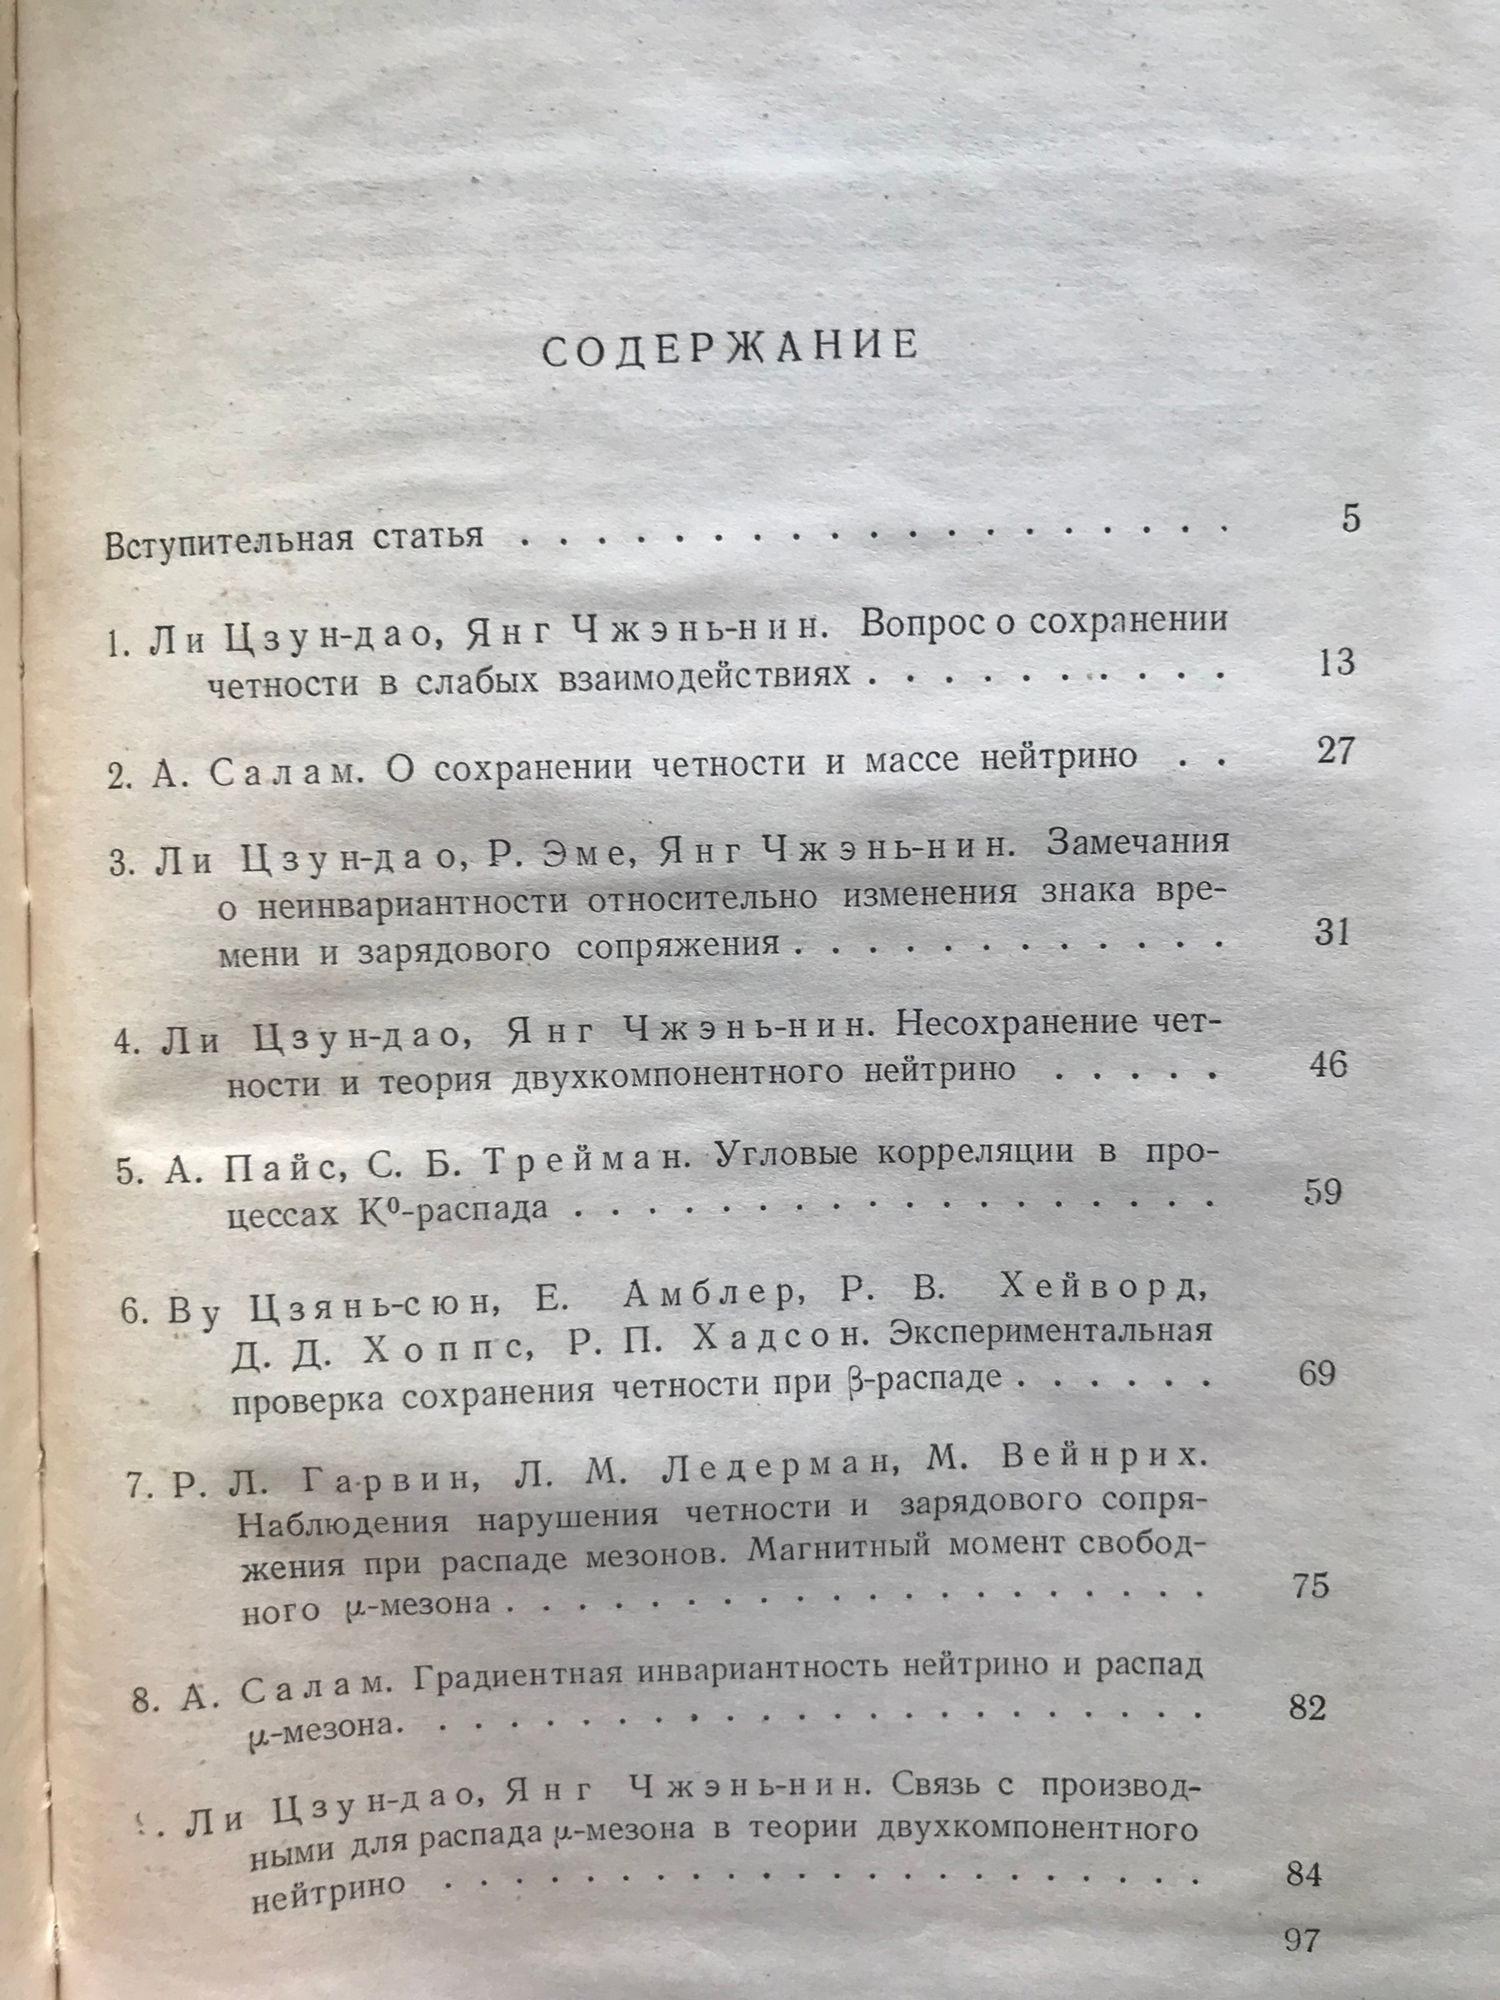 СОДЕРЖАНИЕ
Вступительная статья . . . . . . . . . . . . . . . . . . 5
1. Ли Цзун-дао, Янг Чжэнь-нин. Вопрос о сохранении
четности в слабых взаимодействиях . . . . . . . . . . 13
2. А. Салам. О сохранении четности и массе нейтрино . . 27
3. Ли Цзун-дао, Р. Эме, Янг Чжэнь-нин. Замечания
о неинвариантности относительно изменения знака вре-
мени и зарядового сопряжения . . . . . . . . . . . . 31
4. Ли Цзун-дао, Янг Чжэнь-нин. Несохранение чет-
ности и теория двухкомпонентного нейтрино . . . . . 46
5. А. Пайс, С. Б. Трейман. Угловые корреляции в про-
цессах K⁰-распада . . . . . . . . . . . . . . . . . 59
6. Ву Цзянь-сюн, Е. Амблер, Р. В. Хейворд,
Д. Д. Хоппс, Р. П. Хадсон. Экспериментальная
проверка сохранения четности при β-распаде . . . . . . 69
7. Р. Л. Гарвин, Л. М. Ледерман, М. Вейнрих.
Наблюдения нарушения четности и зарядового сопря-
жения при распаде мезонов. Магнитный момент свобод-
ного μ-мезона . . . . . . . . . . . . . . . . . . . 75
8. А. Салам. Градиентная инвариантность нейтрино и распад
μ-мезона. . . . . . . . . . . . . . . . . . . . . . 82
. Ли Цзун-дао, Янг Чжэнь-нин. Связь с производ-
ными для распада μ-мезона в теории двухкомпонентного
нейтрино . . . . . . . . . . . . . . . . . . . . . 84
97